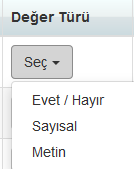 Değer Türü
Seç
Evet / Hayır
Sayısal
Metin